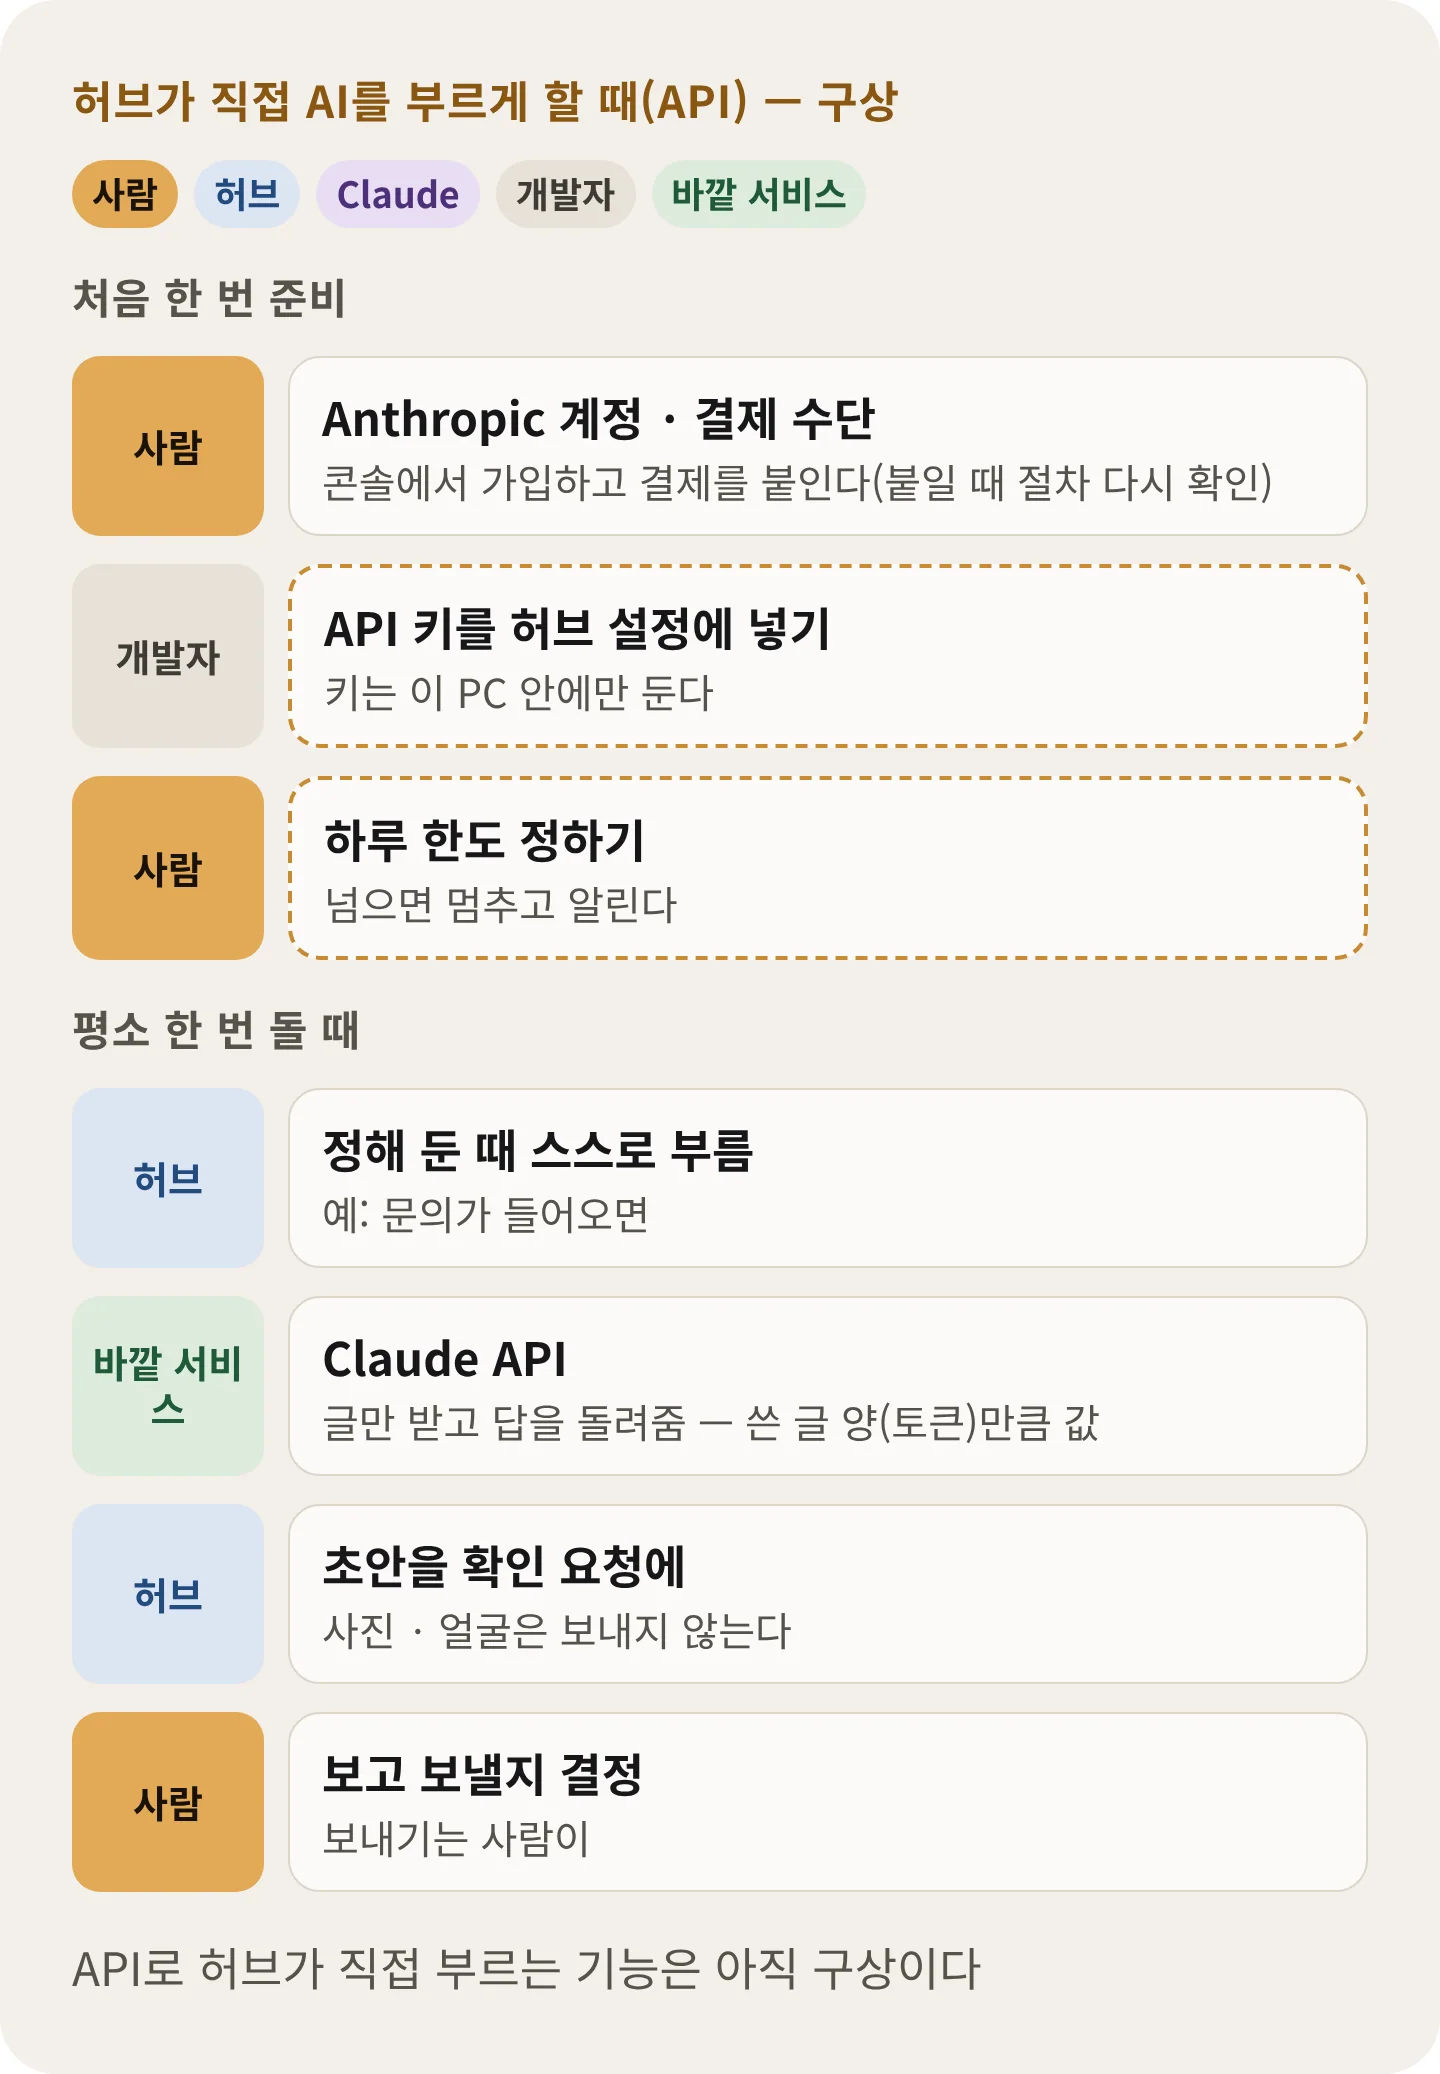 허브가 직접 AI를 부르게 할 때(API) — 구상
사람 허브 Claude 개발자 바깥 서비스
처음 한 번 준비
사람
Anthropic 계정 · 결제 수단
콘솔에서 가입하고 결제를 붙인다(붙일 때 절차 다시 확인)
개발자
API 키를 허브 설정에 넣기
키는 이 PC 안에만 둔다
사람
하루 한도 정하기
넘으면 멈추고 알린다
평소 한 번 돌 때
허브
정해 둔 때 스스로 부름
예: 문의가 들어오면
바깥 서비
스
Claude API
글만 받고 답을 돌려줌 — 쓴 글 양(토큰)만큼 값
허브
초안을 확인 요청에
사진 · 얼굴은 보내지 않는다
사람
보고 보낼지 결정
보내기는 사람이
API로 허브가 직접 부르는 기능은 아직 구상이다